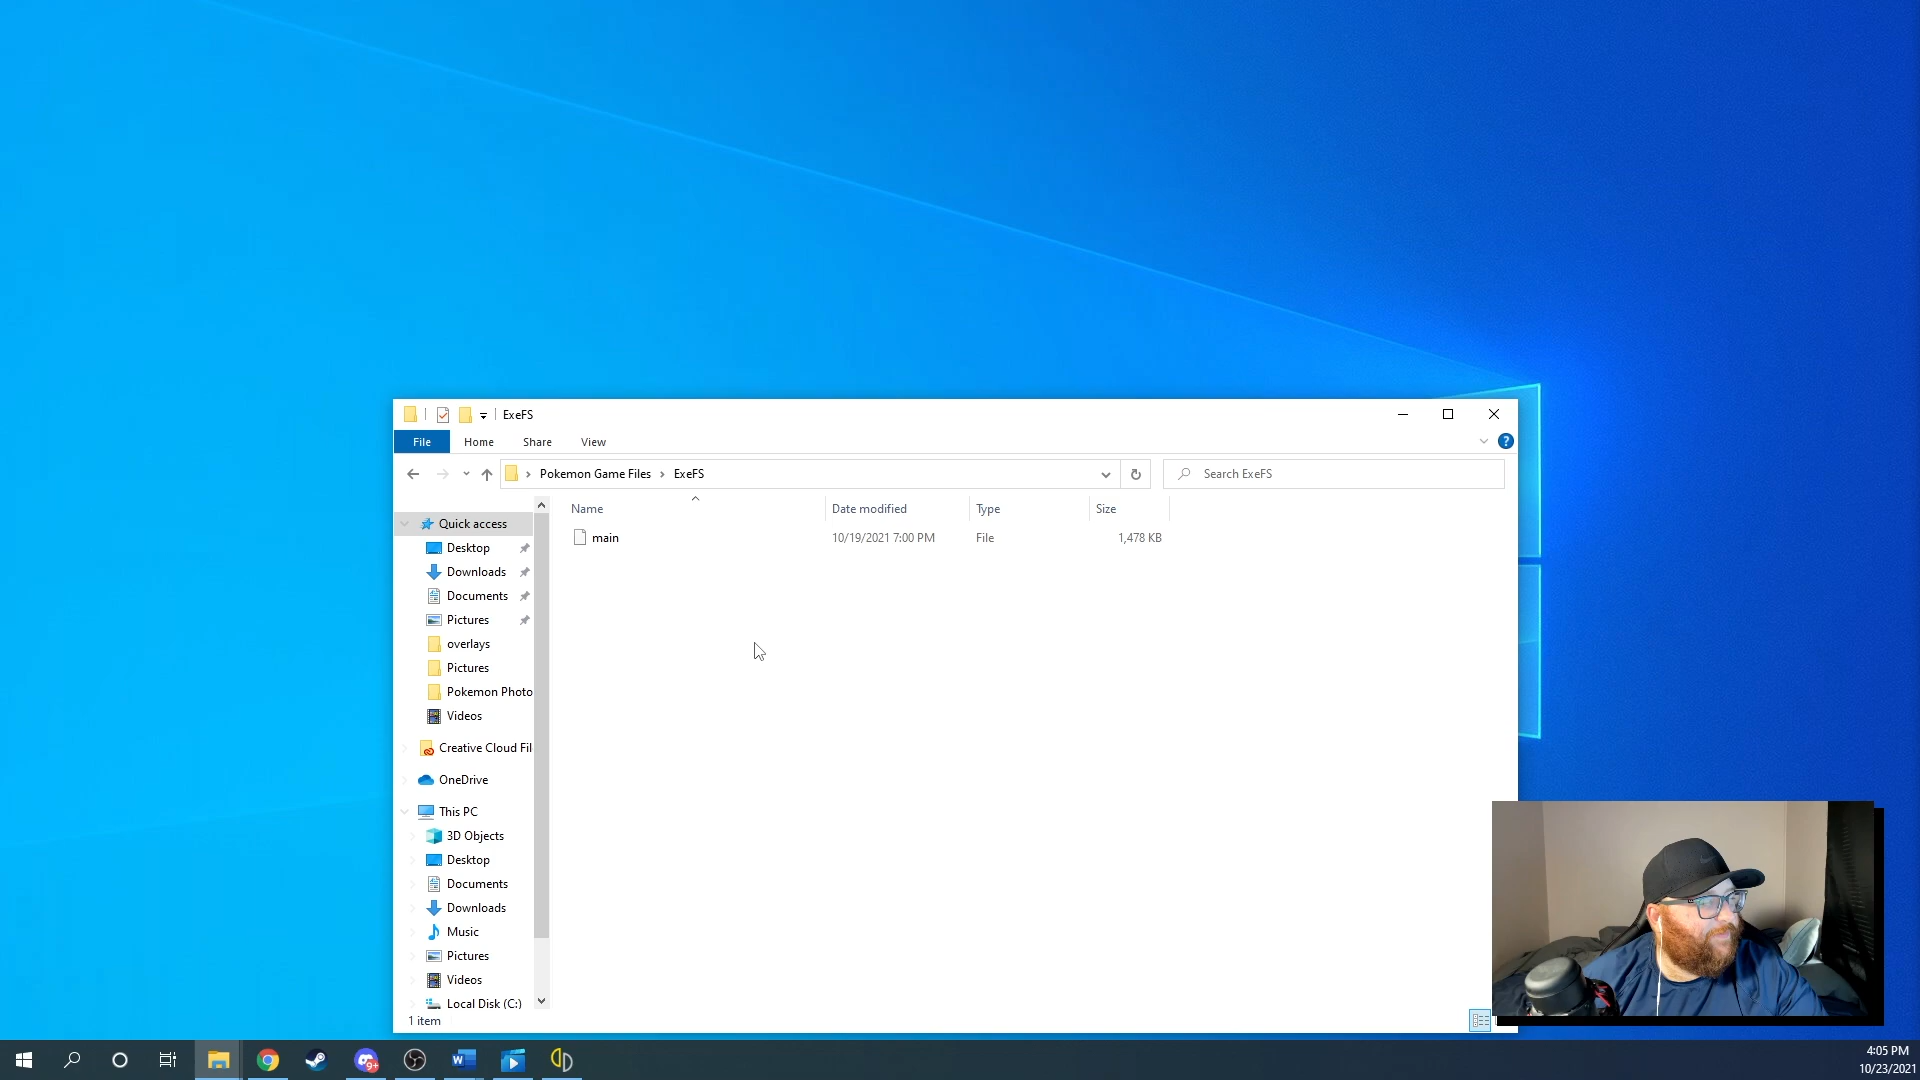 ExeFS
File Home Share View
Pokemon Game Files > ExeFS
Search ExeFS
Name Date modified Type Size
main 10/19/2021 7:00 PM File 1,478 KB
Quick access
Desktop
Downloads
Documents
Pictures
overlays
Pictures
Pokemon Photo
Videos
Creative Cloud Fil
OneDrive
This PC
3D Objects
Desktop
Documents
Downloads
Music
Pictures
Videos
Local Disk (C:)
1 item
9+
W
4:05 PM
10/23/2021